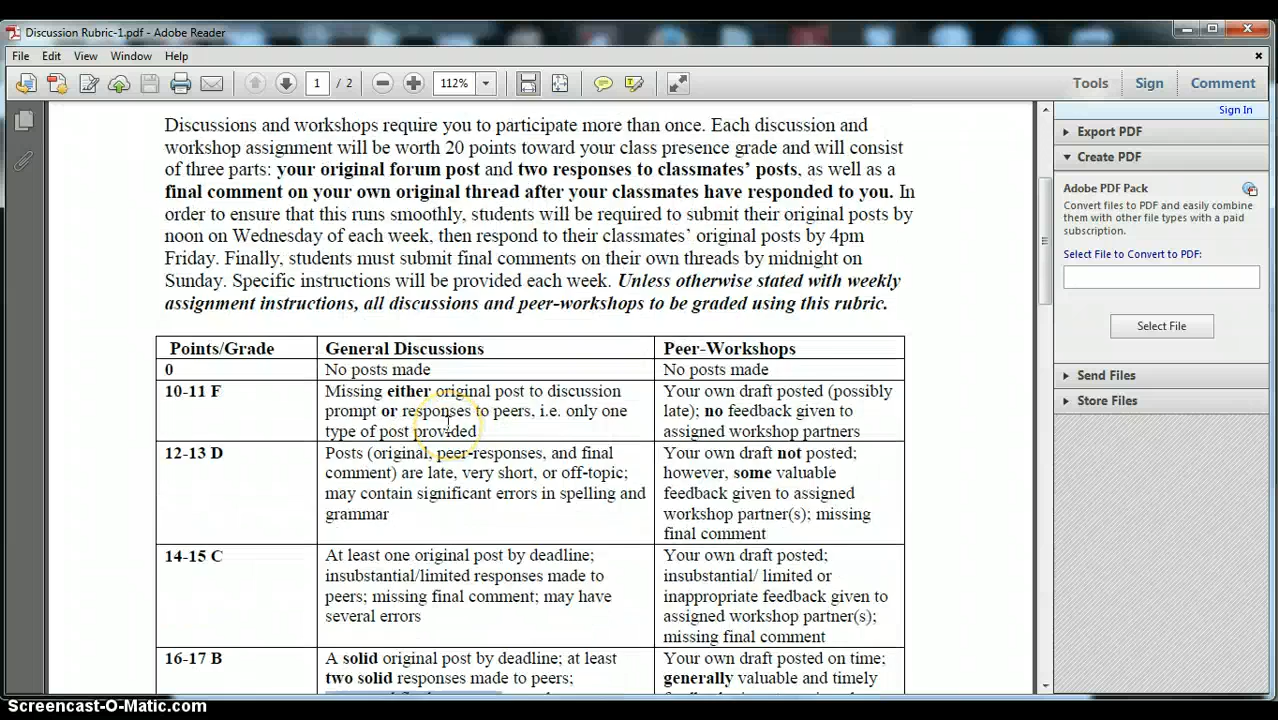 Discussion Rubric-1.pdf - Adobe Reader
File Edit View Window Help
1 / 2 112% Tools Sign Comment
Sign In
Export PDF
Create PDF
Adobe PDF Pack
Convert files to PDF and easily combine
them with other file types with a paid
subscription.
Select File to Convert to PDF:
Select File
Send Files
Store Files
Discussions and workshops require you to participate more than once. Each discussion and
workshop assignment will be worth 20 points toward your class presence grade and will consist
of three parts: your original forum post and two responses to classmates' posts, as well as a
final comment on your own original thread after your classmates have responded to you. In
order to ensure that this runs smoothly, students will be required to submit their original posts by
noon on Wednesday of each week, then respond to their classmates' original posts by 4pm
Friday. Finally, students must submit final comments on their own threads by midnight on
Sunday. Specific instructions will be provided each week. Unless otherwise stated with weekly
assignment instructions, all discussions and peer-workshops to be graded using this rubric.
Points/Grade General Discussions Peer-Workshops
0 No posts made No posts made
10-11 F
Missing either original post to discussion
prompt or responses to peers, i.e. only one
type of post provided
Your own draft posted (possibly
late); no feedback given to
assigned workshop partners
12-13 D
Posts (original, peer-responses, and final
comment) are late, very short, or off-topic;
may contain significant errors in spelling and
grammar
Your own draft not posted;
however, some valuable
feedback given to assigned
workshop partner(s); missing
final comment
14-15 C
At least one original post by deadline;
insubstantial/limited responses made to
peers; missing final comment; may have
several errors
Your own draft posted;
insubstantial/ limited or
inappropriate feedback given to
assigned workshop partner(s);
missing final comment
16-17 B
A solid original post by deadline; at least
two solid responses made to peers;
Your own draft posted on time;
generally valuable and timely
Screencast-O-Matic.com